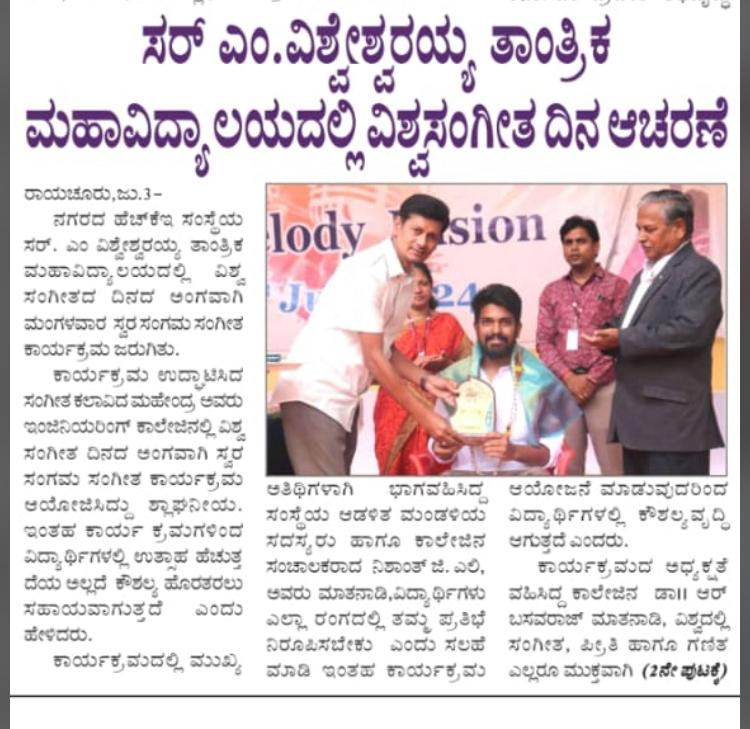 ಸರ್ ಎಂ.ವಿಶ್ವೇಶ್ವರಯ್ಯ ತಾಂತ್ರಿಕ
ಮಹಾವಿದ್ಯಾಲಯದಲ್ಲಿ ವಿಶ್ವಸಂಗೀತ ದಿನ ಆಚರಣೆ
ರಾಯಚೂರು,ಜು.3-
ನಗರದ ಹೆಚ್‌ಕೆಇ ಸಂಸ್ಥೆಯ
ಸರ್. ಎಂ ವಿಶ್ವೇಶ್ವರಯ್ಯ ತಾಂತ್ರಿಕ
ಮಹಾವಿದ್ಯಾಲಯದಲ್ಲಿ ವಿಶ್ವ
ಸಂಗೀತದ ದಿನದ ಅಂಗವಾಗಿ
ಮಂಗಳವಾರ ಸ್ವರ ಸಂಗಮ ಸಂಗೀತ
ಕಾರ್ಯಕ್ರಮ ಜರುಗಿತು.
ಕಾರ್ಯಕ್ರಮ ಉದ್ಘಾಟಿಸಿದ
ಸಂಗೀತ ಕಲಾವಿದ ಮಹೇಂದ್ರ ಅವರು
ಇಂಜಿನಿಯರಿಂಗ್ ಕಾಲೇಜಿನಲ್ಲಿ ವಿಶ್ವ
ಸಂಗೀತ ದಿನದ ಅಂಗವಾಗಿ ಸ್ವರ
ಸಂಗಮ ಸಂಗೀತ ಕಾರ್ಯಕ್ರಮ
ಆಯೋಜಿಸಿದ್ದು ಶ್ಲಾಘನೀಯ.
ಇಂತಹ ಕಾರ್ಯ ಕ್ರಮಗಳಿಂದ
ವಿದ್ಯಾರ್ಥಿಗಳಲ್ಲಿ ಉತ್ಸಾಹ ಹೆಚುತ್ತ
ದೆಯ ಅಲ್ಲದೆ ಕೌಶಲ್ಯ ಹೊರತರಲು
ಸಹಾಯವಾಗುತ್ತದೆ ಎಂದು
ಹೇಳಿದರು.
ಕಾರ್ಯಕ್ರಮದಲ್ಲಿ ಮುಖ್ಯ
elody usion
Ju 24
ಅತಿಥಿಗಳಾಗಿ ಭಾಗವಹಿಸಿದ್ದ
ಸಂಸ್ಥೆಯ ಆಡಳಿತ ಮಂಡಳಿಯ
ಸದಸ್ಯರು ಹಾಗೂ ಕಾಲೇಜಿನ
ಸಂಚಾಲಕರಾದ ನಿಶಾಂತ್ ಜಿ. ಎಲಿ,
ಅವರು ಮಾತನಾಡಿ,ವಿದ್ಯಾರ್ಥಿಗಳು
ಎಲ್ಲಾ ರಂಗದಲ್ಲಿ ತಮ್ಮ ಪ್ರತಿಭೆ
ನಿರೂಪಿಸಬೇಕು ಎಂದು ಸಲಹೆ
ಮಾಡಿ ಇಂತಹ ಕಾರ್ಯಕ್ರಮ
ಆಯೋಜನೆ ಮಾಡುವುದರಿಂದ
ವಿದ್ಯಾರ್ಥಿಗಳಲ್ಲಿ ಕೌಶಲ್ಯವೃದ್ಧಿ
ಆಗುತ್ತದೆ ಎಂದರು.
ಕಾರ್ಯಕ್ರಮದ ಅಧ್ಯಕ್ಷತೆ
ವಹಿಸಿದ್ದ ಕಾಲೇಜಿನ ಡಾ|| ಆರ್
ಬಸವರಾಜ್ ಮಾತನಾಡಿ, ವಿಶ್ವದಲ್ಲಿ
ಸಂಗೀತ, ಪ್ರೀತಿ ಹಾಗೂ ಗಣಿತ
ಎಲ್ಲರೂ ಮುಕ್ತವಾಗಿ (2ನೇ ಪುಟಕ್ಕೆ)